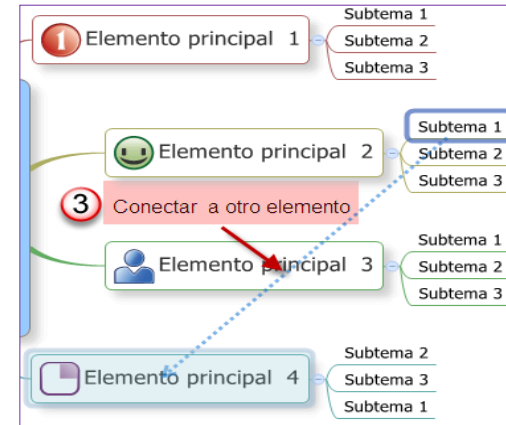 Subtema 1
1 Elemento principal 1
Subtema 2
Subtema 3
Subtema 1
Elemento principal 2
Subtema 2
Subtema 3
3 Conectar a otro elemento
Subtema 1
Elemento principal 3
Subtema 2
Subtema 3
Subtema 2
Elemento principal 4
Subtema 3
Subtema 1